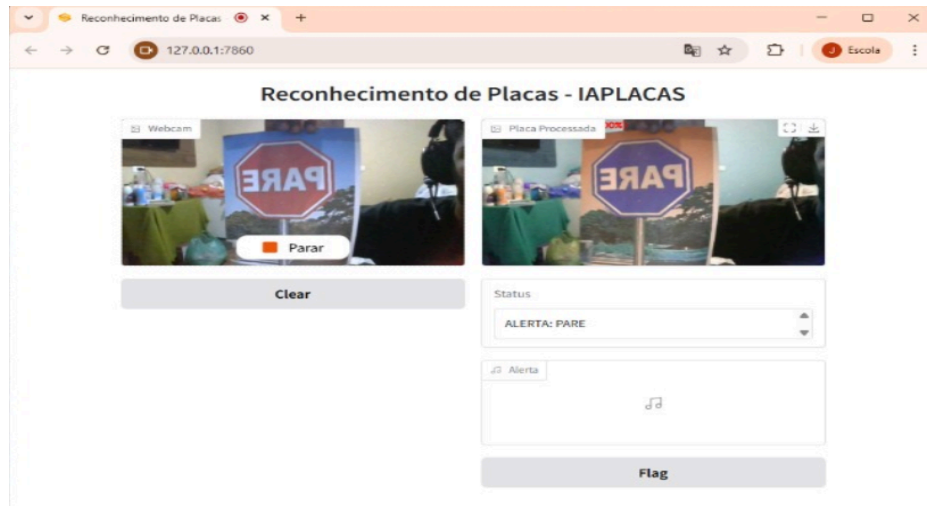 Reconhecimento de Placas
127.0.0.1:7860
Escola
Reconhecimento de Placas - IAPLACAS
Webcam
PARE
Parar
Clear
Placa Processada
PARE
Status
ALERTA: PARE
Alerta
Flag